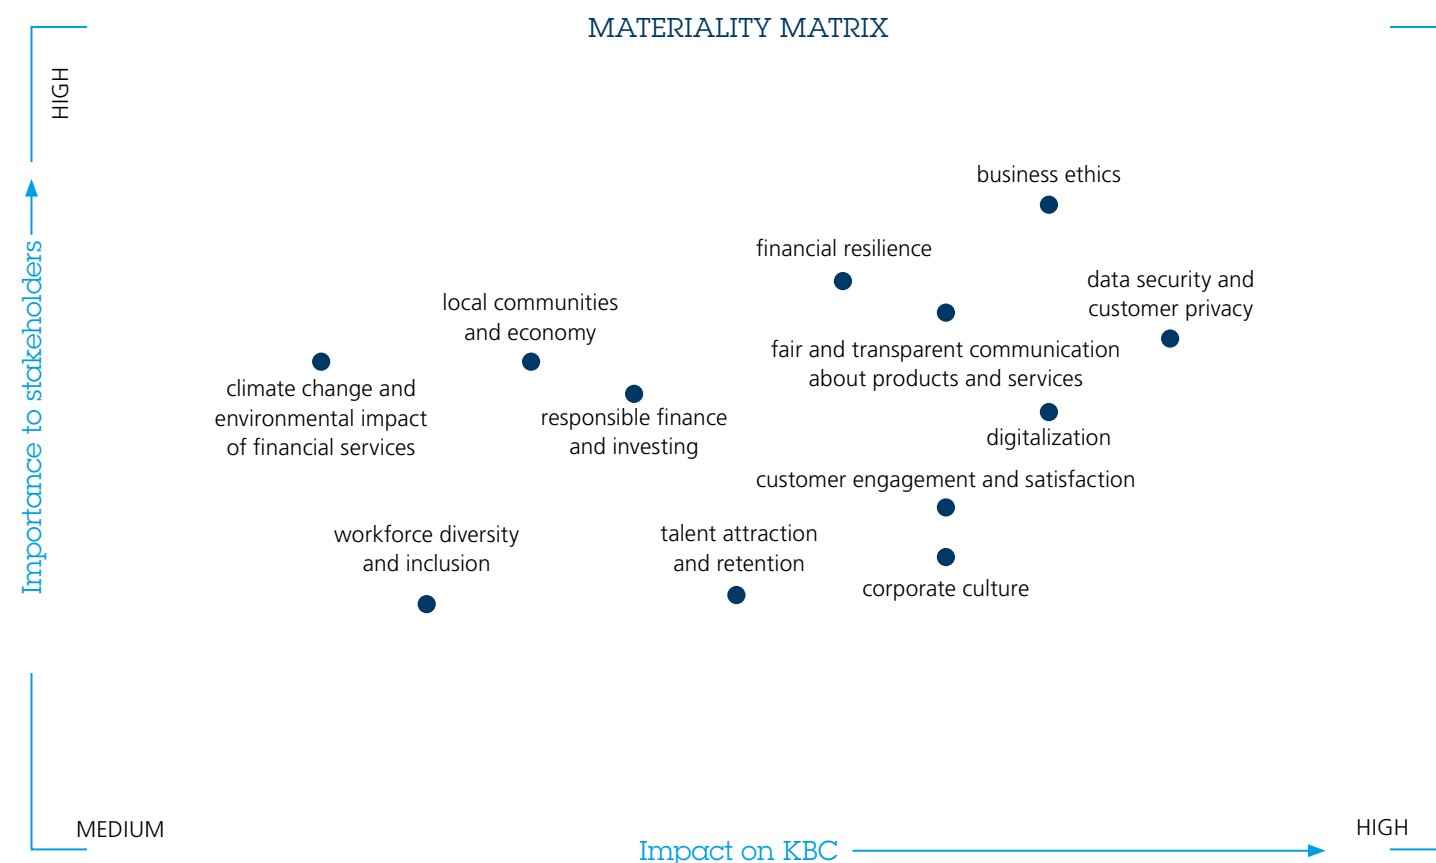 MATERIALITY MATRIX
HIGH
business ethics
financial resilience
data security and
customer privacy
local communities
and economy
fair and transparent communication
about products and services
climate change and
environmental impact
of financial services
responsible finance
and investing
digitalization
customer engagement and satisfaction
workforce diversity
and inclusion
talent attraction
and retention
corporate culture
Importance to stakeholders
MEDIUM
HIGH
Impact on KBC